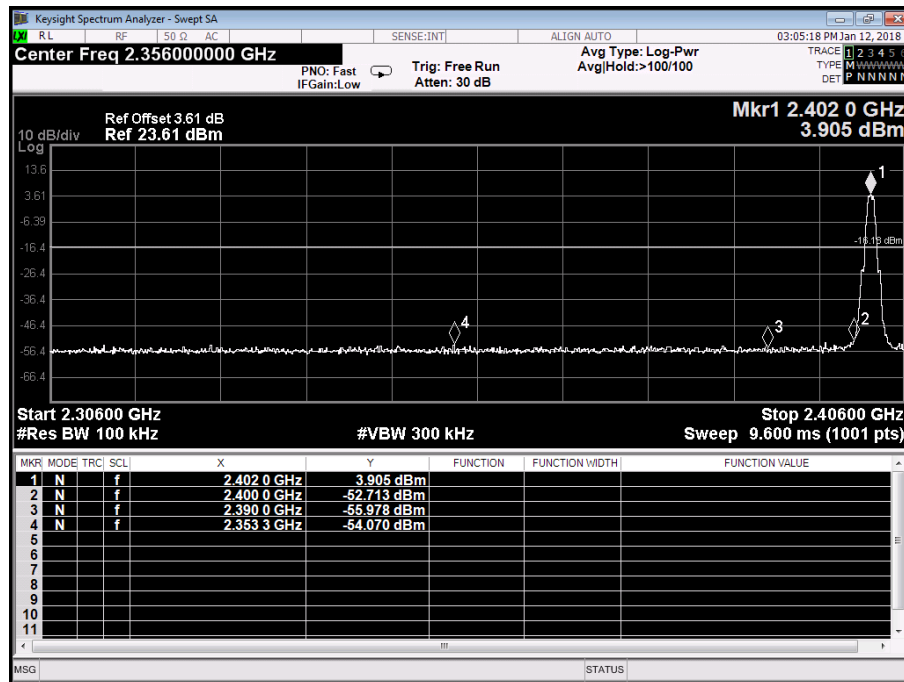 Keysight Spectrum Analyzer - Swept SA
LXI RL RF 50 Ω AC SENSE:INT ALIGN AUTO 03:05:18 PM Jan 12, 2018
Center Freq 2.356000000 GHz Avg Type: Log-Pwr TRACE 1 2 3 4 5 6
PNO: Fast Trig: Free Run Avg|Hold:>100/100 TYPE M WWWWW
IFGain:Low Atten: 30 dB DET P N N N N N
Mkr1 2.402 0 GHz
Ref Offset 3.61 dB
10 dB/div Ref 23.61 dBm 3.905 dBm
Log
13.6
1
3.61
-6.39
-16.4
-16.13 dBm
-26.4
-36.4
-46.4
4 3 2
-56.4
-66.4
Start 2.30600 GHz Stop 2.40600 GHz
#Res BW 100 kHz #VBW 300 kHz Sweep 9.600 ms (1001 pts)
MKR MODE TRC SCL X Y FUNCTION FUNCTION WIDTH FUNCTION VALUE
1 N f 2.402 0 GHz 3.905 dBm
2 N f 2.400 0 GHz -52.713 dBm
3 N f 2.390 0 GHz -55.978 dBm
4 N f 2.353 3 GHz -54.070 dBm
5
6
7
8
9
10
11
MSG STATUS